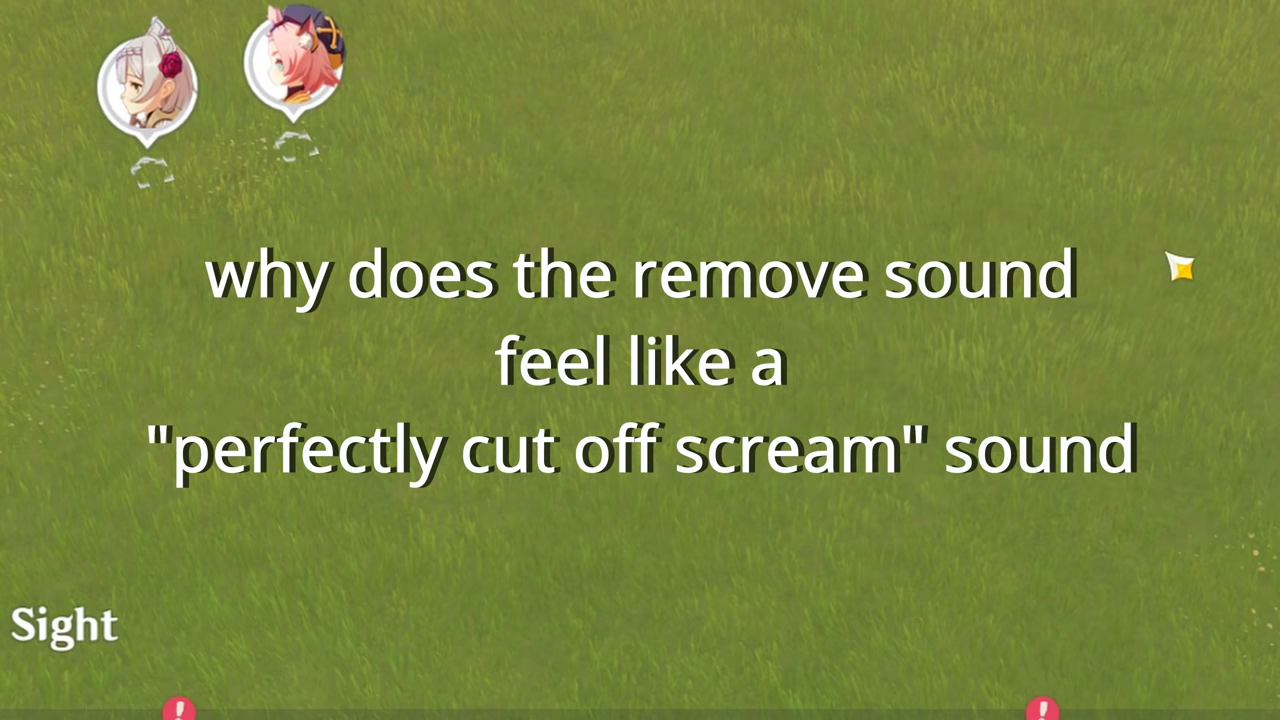 why does the remove sound
feel like a
"perfectly cut off scream" sound
Sight
!
!